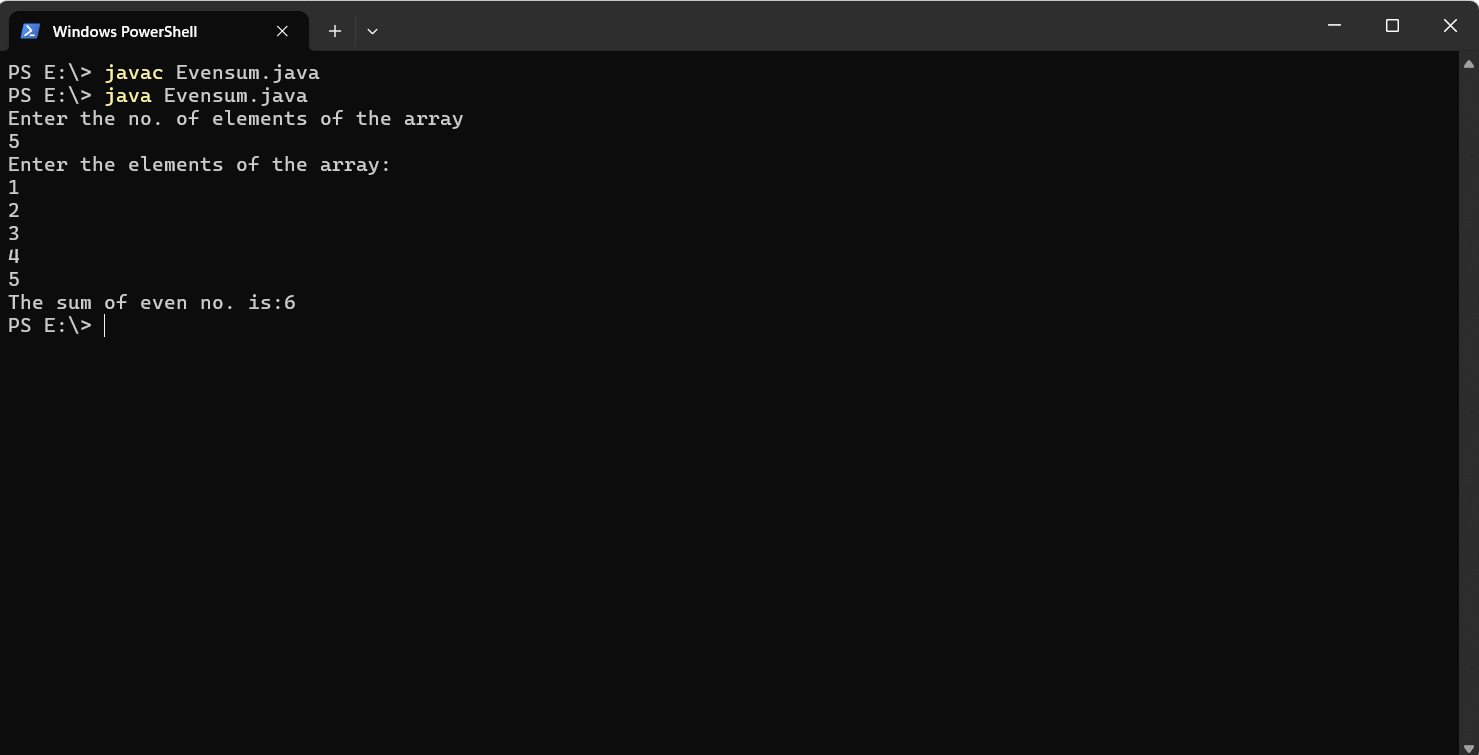 Windows PowerShell
PS E:\> javac Evensum.java
PS E:\> java Evensum.java
Enter the no. of elements of the array
5
Enter the elements of the array:
1
2
3
4
5
The sum of even no. is:6
PS E:\>